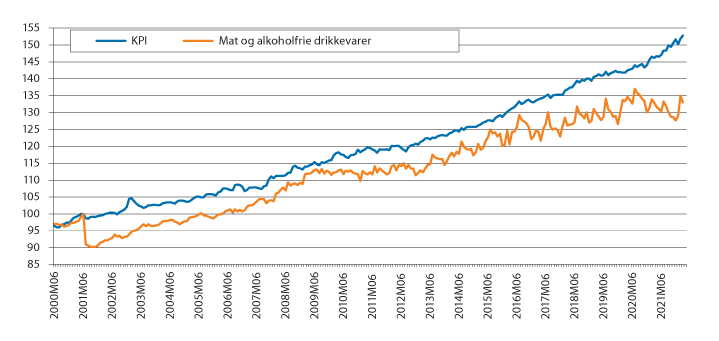 155
150
145
140
135
130
125
120
115
110
105
100
95
90
85
KPI
Mat og alkoholfrie drikkevarer
2000M06
2001M06
2002M06
2003M06
2004M06
2005M06
2006M06
2007M06
2008M06
2009M06
2010M06
2011M06
2012M06
2013M06
2014M06
2015M06
2016M06
2017M06
2018M06
2019M06
2020M06
2021M06